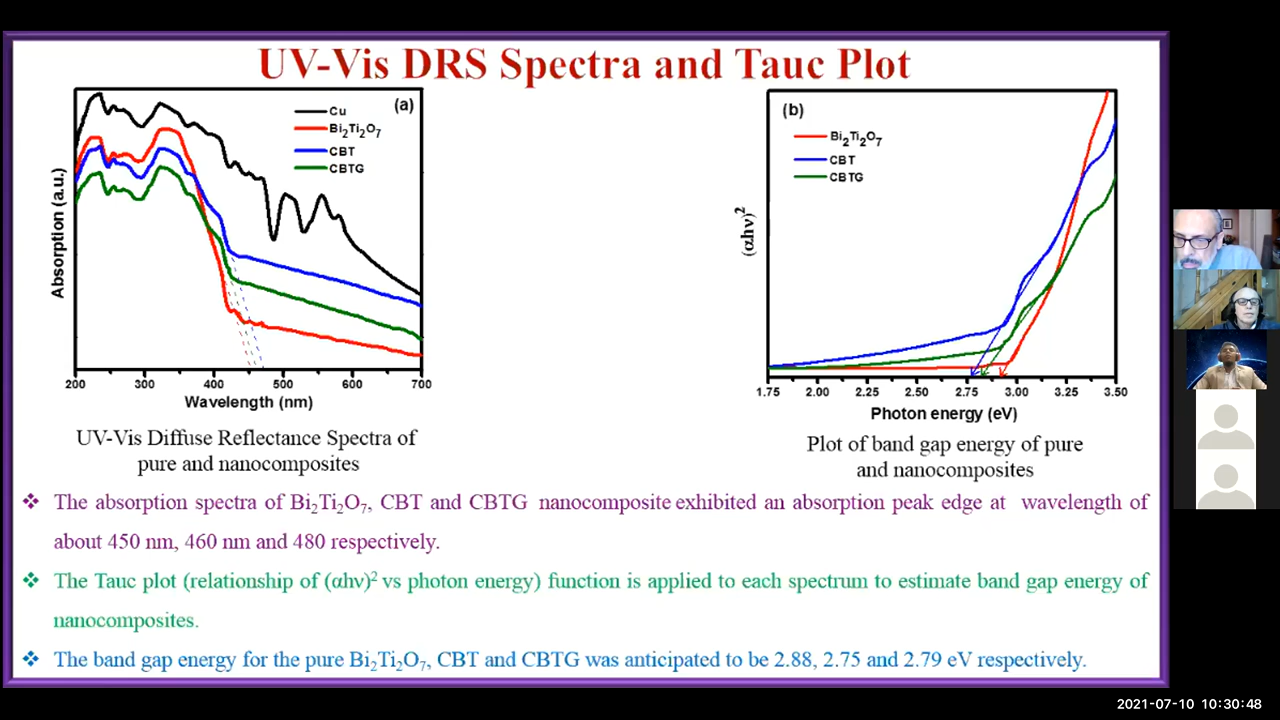 UV-Vis DRS Spectra and Tauc Plot
(a)
Cu
Bi₂Ti₂O₇
CBT
CBTG
Absorption (a.u.)
200 300 400 500 600 700
Wavelength (nm)
UV-Vis Diffuse Reflectance Spectra of
pure and nanocomposites
(b)
Bi₂Ti₂O₇
CBT
CBTG
(αhν)²
1.75 2.00 2.25 2.50 2.75 3.00 3.25 3.50
Photon energy (eV)
Plot of band gap energy of pure
and nanocomposites
❖ The absorption spectra of Bi₂Ti₂O₇, CBT and CBTG nanocomposite exhibited an absorption peak edge at wavelength of
about 450 nm, 460 nm and 480 respectively.
❖ The Tauc plot (relationship of (αhν)² vs photon energy) function is applied to each spectrum to estimate band gap energy of
nanocomposites.
❖ The band gap energy for the pure Bi₂Ti₂O₇, CBT and CBTG was anticipated to be 2.88, 2.75 and 2.79 eV respectively.
2021-07-10 10:30:48